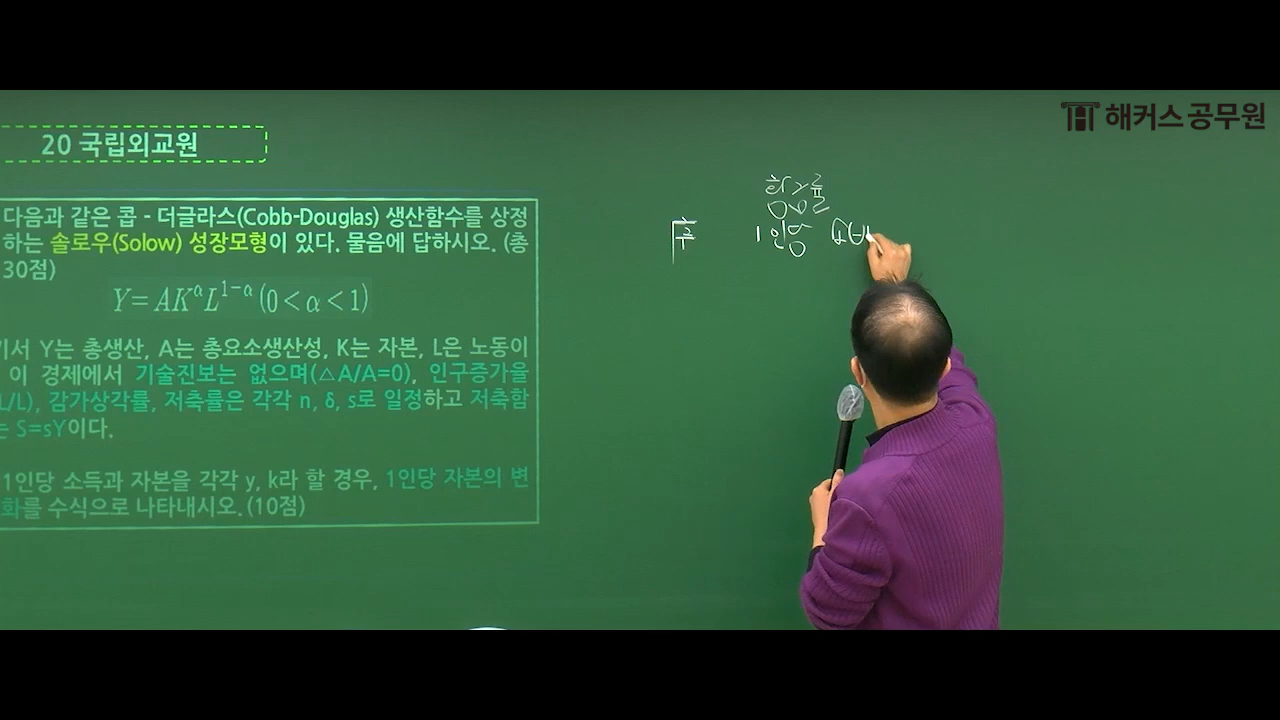 해커스공무원
20 국립외교원
다음과 같은 콥 - 더글라스(Cobb-Douglas) 생산함수를 상정
하는 솔로우(Solow) 성장모형이 있다. 물음에 답하시오. (총
30점)
Y=AK^αL^{1-α}(0<α<1)
기서 Y는 총생산, A는 총요소생산성, K는 자본, L은 노동이
이 경제에서 기술진보는 없으며(△A/A=0), 인구증가율
L/L), 감가상각률, 저축률은 각각 n, δ, s로 일정하고 저축함
는 S=sY이다.
1인당 소득과 자본을 각각 y, k라 할 경우, 1인당 자본의 변
화를 수식으로 나타내시오. (10점)
1인당 소비